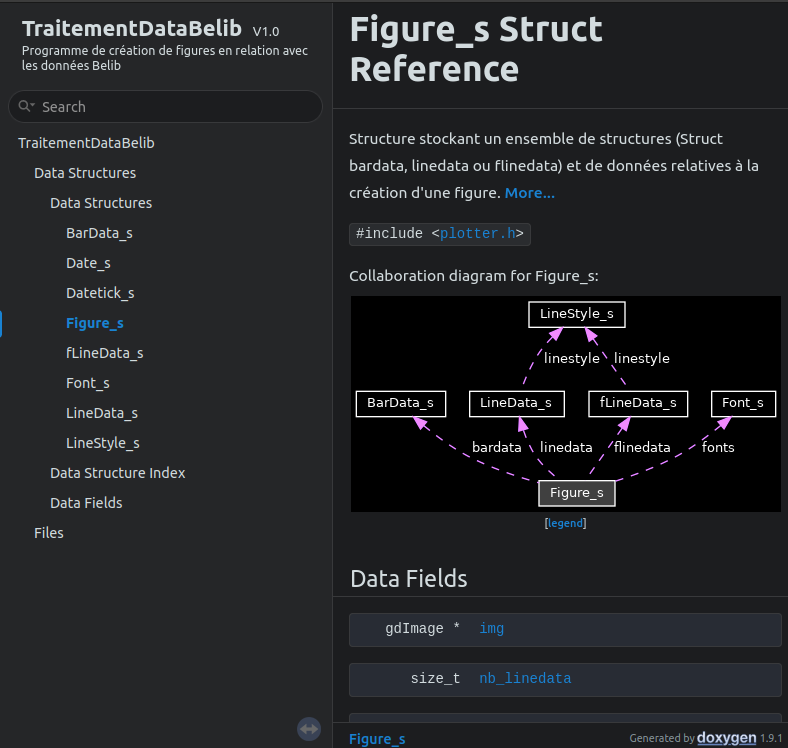 TraitementDataBelib V1.0
Programme de création de figures en relation avec
les données Belib
Search
TraitementDataBelib
Data Structures
Data Structures
BarData_s
Date_s
Datetick_s
Figure_s
fLineData_s
Font_s
LineData_s
LineStyle_s
Data Structure Index
Data Fields
Files
Figure_s Struct
Reference
Structure stockant un ensemble de structures (Struct
bardata, linedata ou flinedata) et de données relatives à la
création d'une figure. More...
#include <plotter.h>
Collaboration diagram for Figure_s:
LineStyle_s
linestyle linestyle
BarData_s LineData_s fLineData_s Font_s
bardata linedata flinedata fonts
Figure_s
[legend]
Data Fields
gdImage * img
size_t nb_linedata
Figure_s
Generated by doxygen 1.9.1